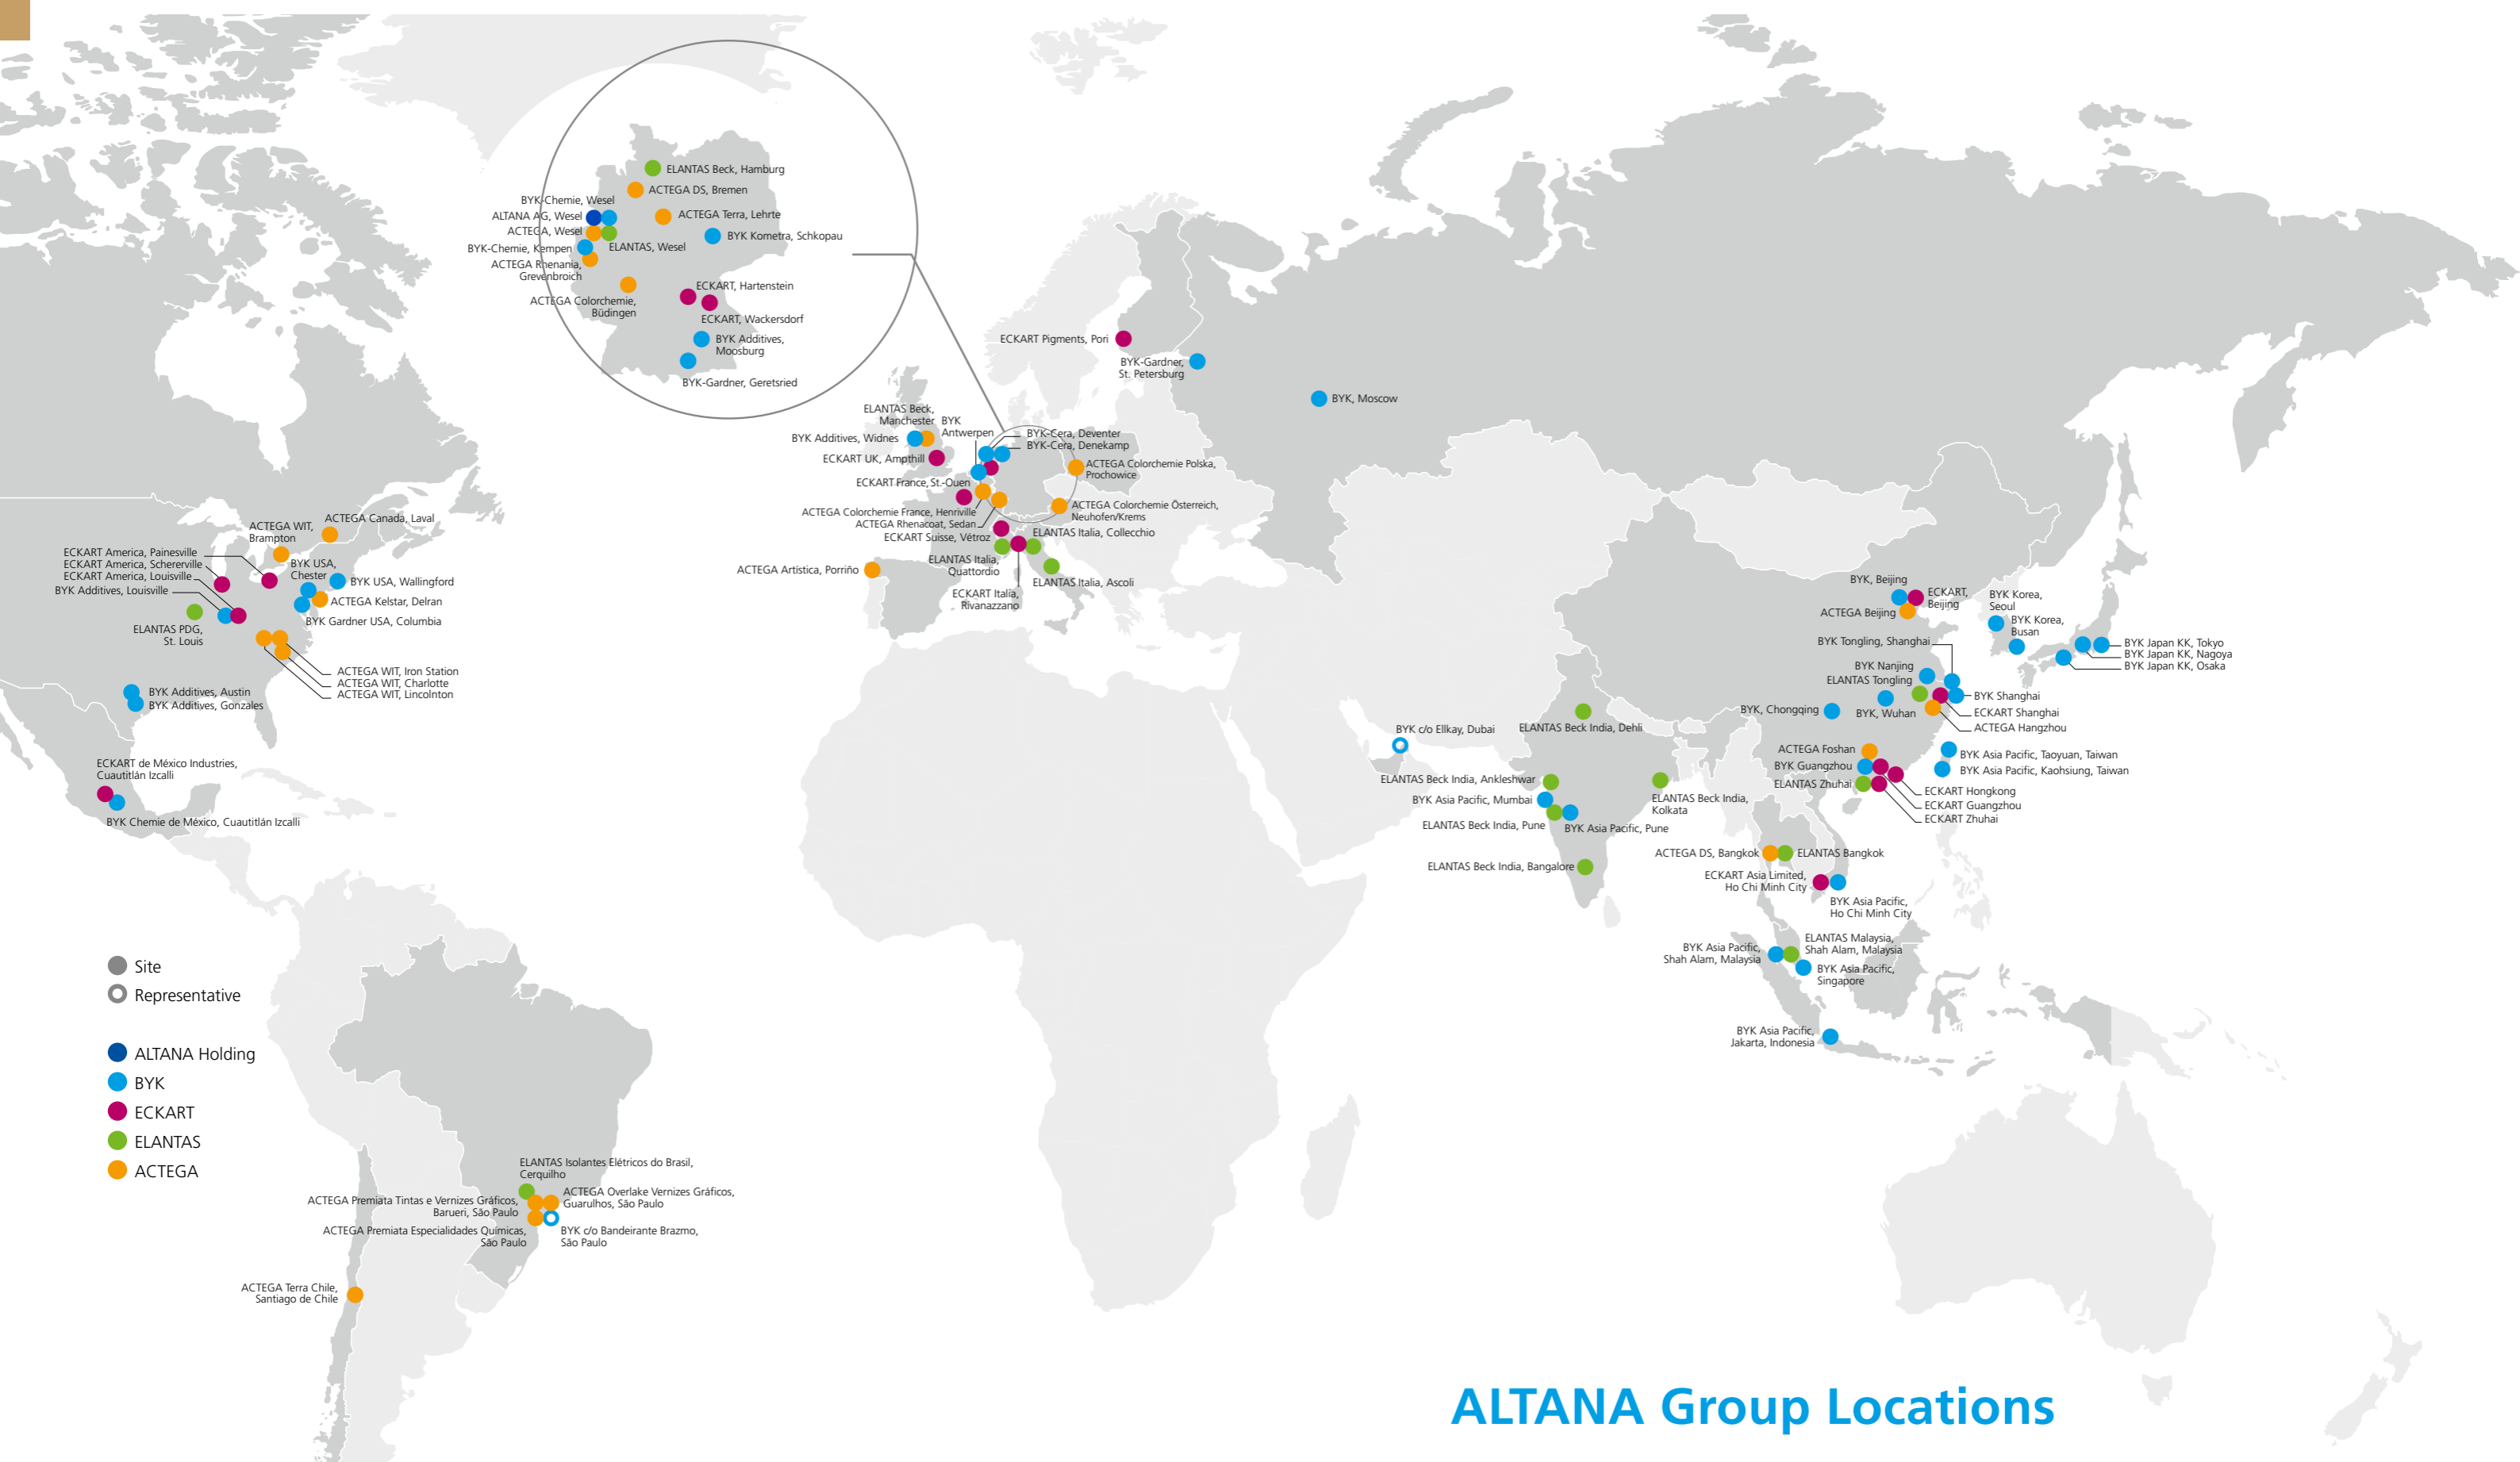 ELANTAS Beck, Hamburg
ACTEGA DS, Bremen
BYK-Chemie, Wesel
ALTANA AG, Wesel
ACTEGA Terra, Lehrte
ACTEGA, Wesel
BYK Kometra, Schkopau
BYK-Chemie, Kempen
ELANTAS, Wesel
ACTEGA Rhenania,
Grevenbroich
ECKART, Hartenstein
ACTEGA Colorchemie,
Büdingen
ECKART, Wackersdorf
BYK Additives,
Moosburg
BYK-Gardner, Geretsried
ECKART Pigments, Pori
BYK-Gardner,
St. Petersburg
BYK, Moscow
ELANTAS Beck,
Manchester
BYK
Antwerpen
BYK Additives, Widnes
BYK-Cera, Deventer
BYK-Cera, Denekamp
ECKART UK, Ampthill
ACTEGA Colorchemie Polska,
Prochowice
ECKART France, St.-Ouen
ACTEGA Colorchemie France, Henriville
ACTEGA Rhenacoat, Sedan
ACTEGA Colorchemie Österreich,
Neuhofen/Krems
ECKART Suisse, Vétroz
ELANTAS Italia, Collecchio
ELANTAS Italia,
Quattordio
ACTEGA Artística, Porriño
ELANTAS Italia, Ascoli
ECKART Italia,
Rivanazzano
ACTEGA WIT,
Brampton
ACTEGA Canada, Laval
ECKART America, Painesville
ECKART America, Schererville
ECKART America, Louisville
BYK Additives, Louisville
BYK USA,
Chester
BYK USA, Wallingford
ACTEGA Kelstar, Delran
BYK Gardner USA, Columbia
ELANTAS PDG,
St. Louis
ACTEGA WIT, Iron Station
ACTEGA WIT, Charlotte
ACTEGA WIT, Lincolnton
BYK Additives, Austin
BYK Additives, Gonzales
ECKART de México Industries,
Cuautitlán Izcalli
BYK Chemie de México, Cuautitlán Izcalli
BYK, Beijing
ECKART,
Beijing
ACTEGA Beijing
BYK Korea,
Seoul
BYK Korea,
Busan
BYK Tongling, Shanghai
BYK Japan KK, Tokyo
BYK Japan KK, Nagoya
BYK Japan KK, Osaka
BYK Nanjing
ELANTAS Tongling
BYK Shanghai
BYK, Chongqing
BYK, Wuhan
ECKART Shanghai
ACTEGA Hangzhou
BYK c/o Ellkay, Dubai
ELANTAS Beck India, Dehli
ACTEGA Foshan
BYK Asia Pacific, Taoyuan, Taiwan
BYK Guangzhou
BYK Asia Pacific, Kaohsiung, Taiwan
ELANTAS Beck India, Ankleshwar
ELANTAS Zhuhai
ECKART Hongkong
BYK Asia Pacific, Mumbai
ELANTAS Beck India,
Kolkata
ECKART Guangzhou
ECKART Zhuhai
ELANTAS Beck India, Pune
BYK Asia Pacific, Pune
ACTEGA DS, Bangkok
ELANTAS Bangkok
ELANTAS Beck India, Bangalore
ECKART Asia Limited,
Ho Chi Minh City
BYK Asia Pacific,
Ho Chi Minh City
BYK Asia Pacific,
Shah Alam, Malaysia
ELANTAS Malaysia,
Shah Alam, Malaysia
BYK Asia Pacific,
Singapore
BYK Asia Pacific,
Jakarta, Indonesia
Site
Representative
ALTANA Holding
BYK
ECKART
ELANTAS
ACTEGA
ELANTAS Isolantes Elétricos do Brasil,
Cerquilho
ACTEGA Premiata Tintas e Vernizes Gráficos,
Barueri, São Paulo
ACTEGA Overlake Vernizes Gráficos,
Guarulhos, São Paulo
ACTEGA Premiata Especialidades Químicas,
São Paulo
BYK c/o Bandeirante Brazmo,
São Paulo
ACTEGA Terra Chile,
Santiago de Chile
ALTANA Group Locations